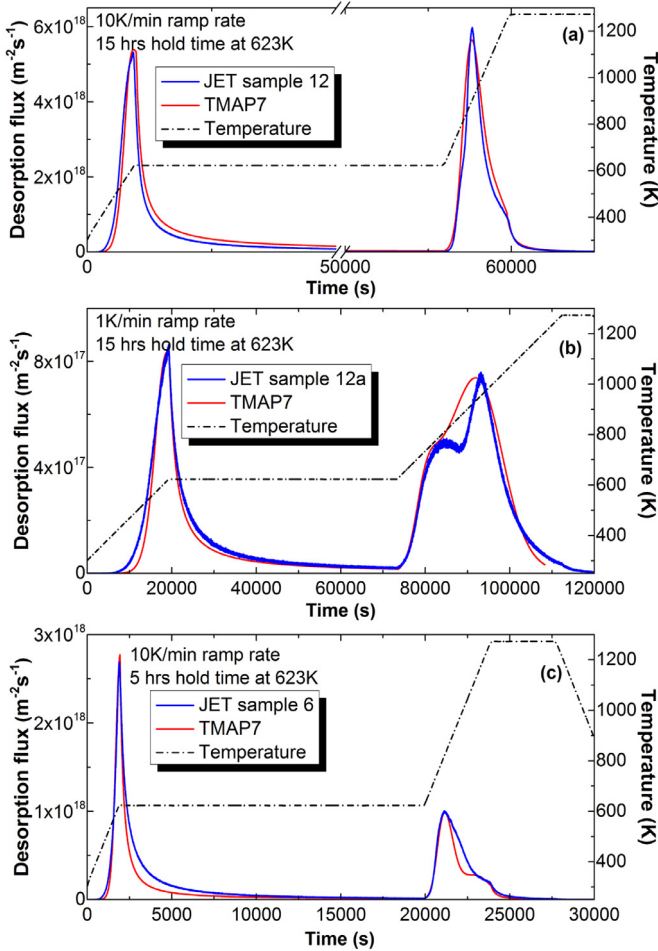 10K/min ramp rate
15 hrs hold time at 623K
(a)
JET sample 12
TMAP7
Temperature
6x10¹⁸
4x10¹⁸
2x10¹⁸
0
Desorption flux (m⁻²s⁻¹)
1200
1000
800
600
400
Temperature (K)
0 50000 60000
Time (s)
1K/min ramp rate
15 hrs hold time at 623K
(b)
JET sample 12a
TMAP7
Temperature
8x10¹⁷
4x10¹⁷
0
Desorption flux (m⁻²s⁻¹)
1200
1000
800
600
400
Temperature (K)
0 20000 40000 60000 80000 100000 120000
Time (s)
10K/min ramp rate
5 hrs hold time at 623K
(c)
JET sample 6
TMAP7
Temperature
3x10¹⁸
2x10¹⁸
1x10¹⁸
0
Desorption flux (m⁻²s⁻¹)
1200
1000
800
600
400
Temperature (K)
0 5000 10000 15000 20000 25000 30000
Time (s)